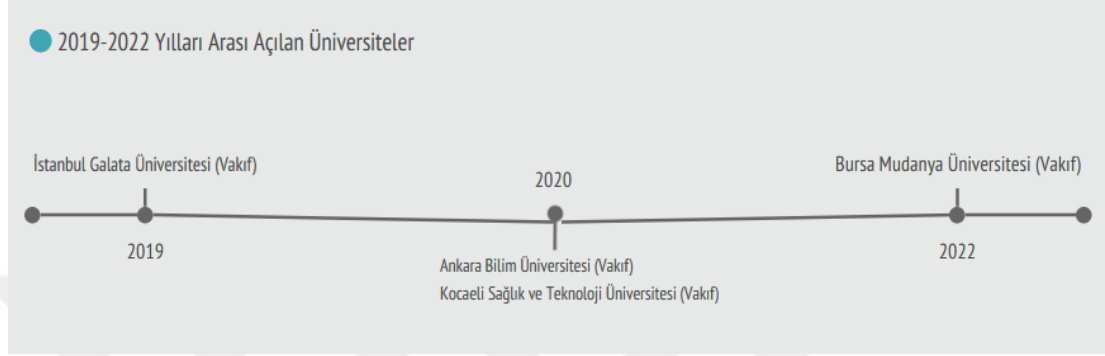 2019-2022 Yılları Arası Açılan Üniversiteler
İstanbul Galata Üniversitesi (Vakıf)
2019
2020
Ankara Bilim Üniversitesi (Vakıf)
Kocaeli Sağlık ve Teknoloji Üniversitesi (Vakıf)
Bursa Mudanya Üniversitesi (Vakıf)
2022